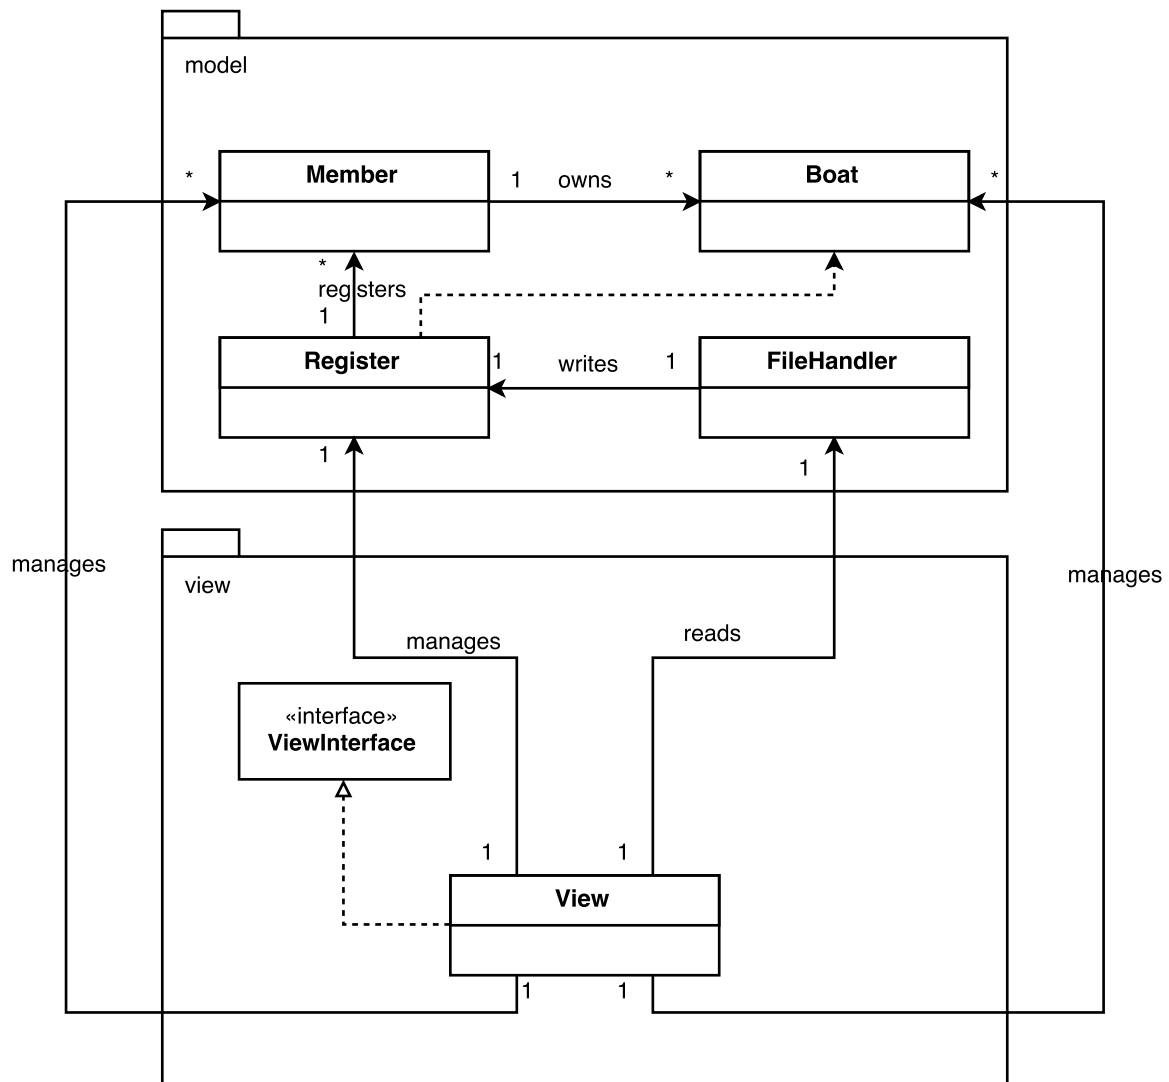 model
Member
Boat
*
1
owns
*
*
*
registers
1
Register
FileHandler
1
writes
1
1
1
manages
view
manages
manages
reads
«interface»
ViewInterface
1
1
View
1
1